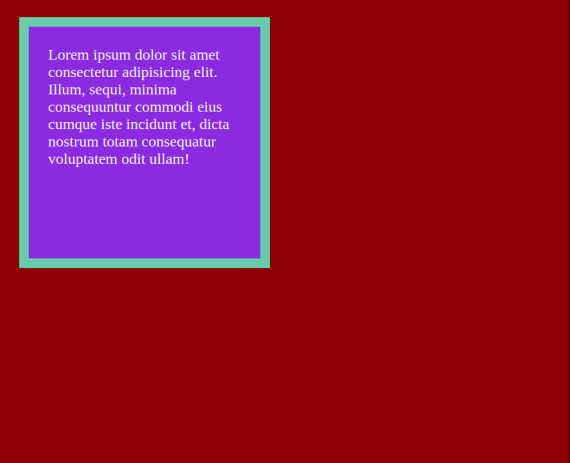 Lorem ipsum dolor sit amet
consectetur adipisicing elit.
Illum, sequi, minima
consequuntur commodi eius
cumque iste incidunt et, dicta
nostrum totam consequatur
voluptatem odit ullam!